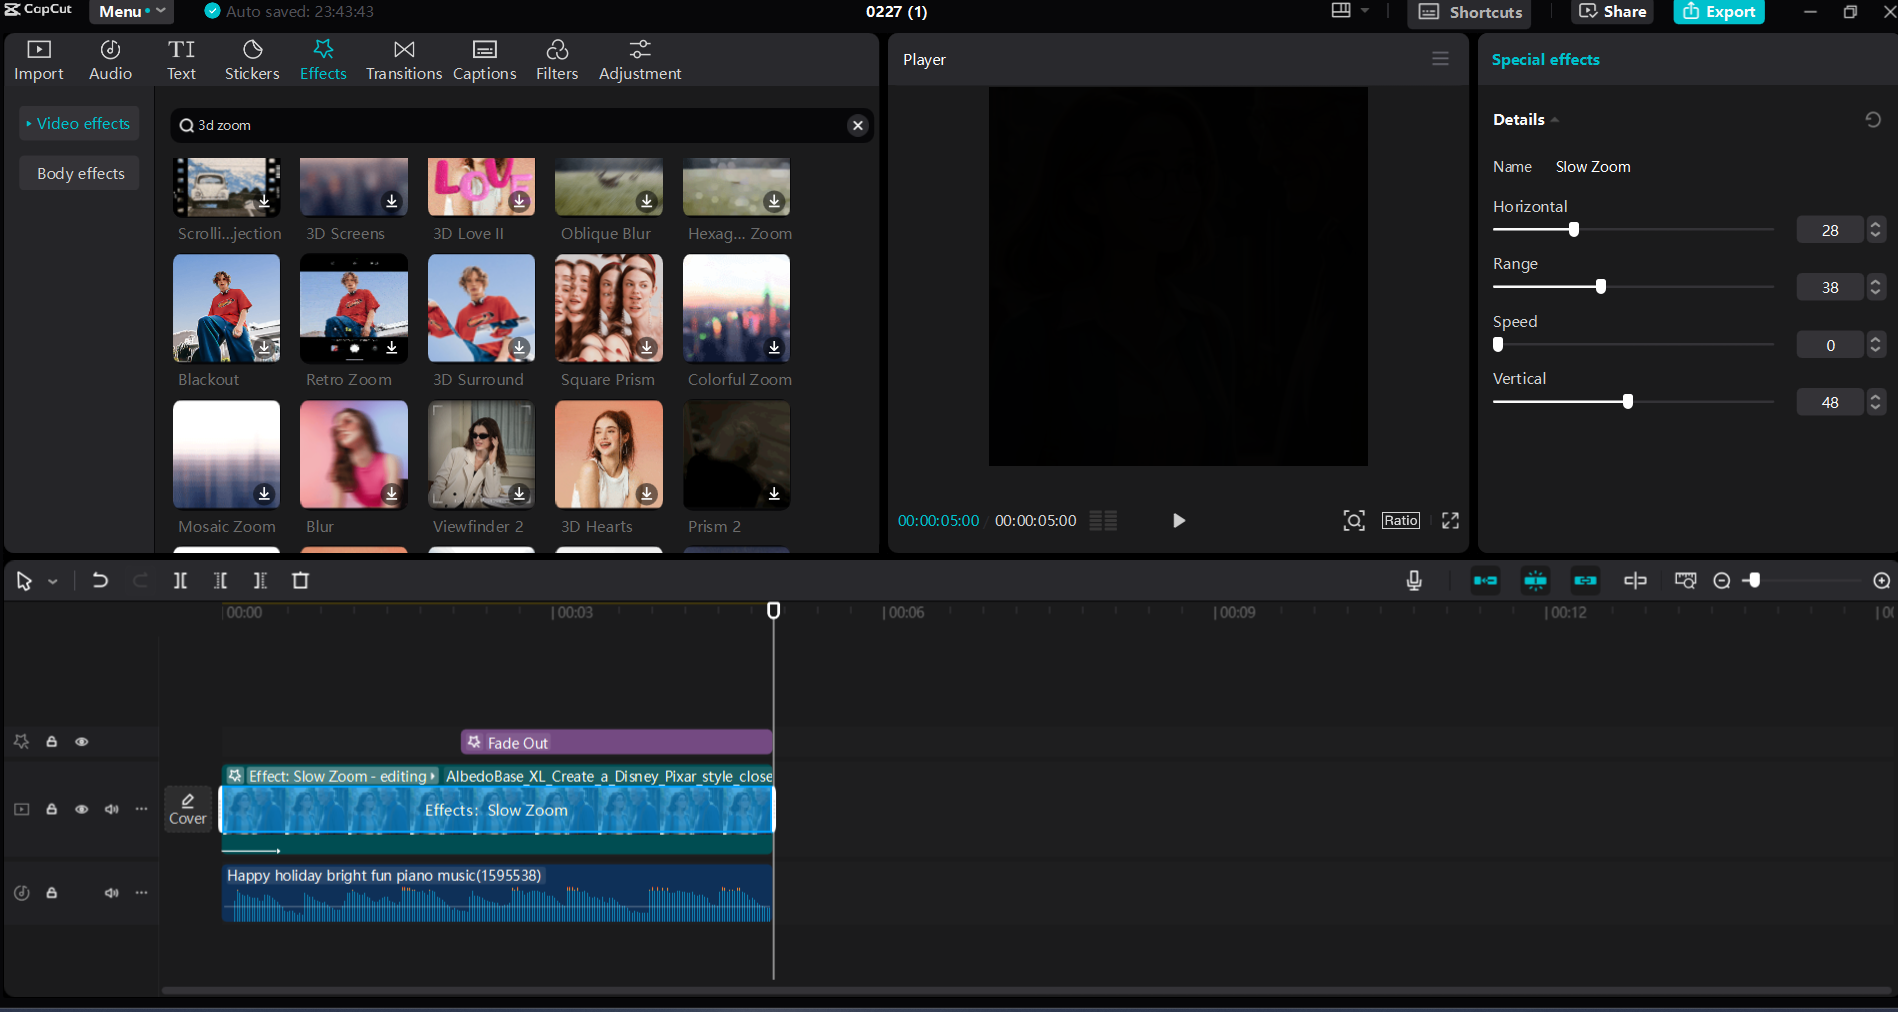 CapCut
Menu
Auto saved: 23:43:43
0227 (1)
Shortcuts
Share
Export
Import
Audio
TI
Text
Stickers
Effects
Transitions
Captions
Filters
Adjustment
Video effects
Body effects
3d zoom
LOVE
Scrolli...jection
3D Screens
3D Love II
Oblique Blur
Hexag... Zoom
Blackout
Retro Zoom
3D Surround
Square Prism
Colorful Zoom
Mosaic Zoom
Blur
Viewfinder 2
3D Hearts
Prism 2
Player
00:00:05:00 / 00:00:05:00
Ratio
Special effects
Details
Name Slow Zoom
Horizontal
28
Range
38
Speed
0
Vertical
48
00:00
00:03
00:06
00:09
00:12
Fade Out
Effect: Slow Zoom - editing
AlbedoBase_XL_Create_a_Disney_Pixar_style_close
Effects: Slow Zoom
Cover
Happy holiday bright fun piano music(1595538)